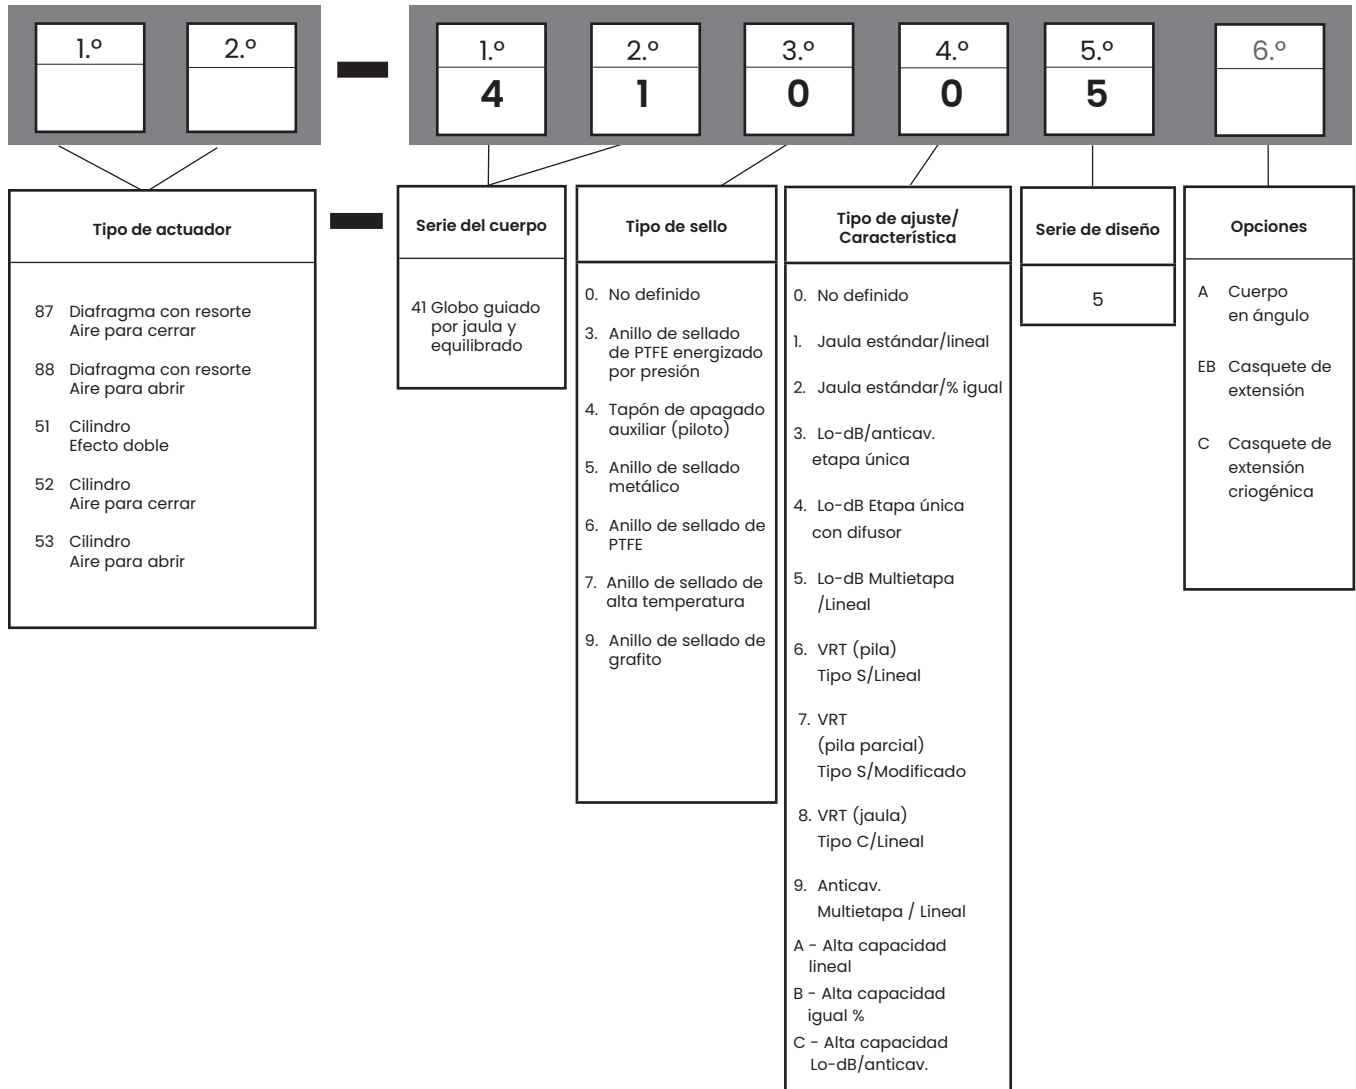 1.º
2.º
1.º
2.º
3.º
4.º
5.º
6.º
4
1
0
0
5
Tipo de actuador
87 Diafragma con resorte
Aire para cerrar
88 Diafragma con resorte
Aire para abrir
51 Cilindro
Efecto doble
52 Cilindro
Aire para cerrar
53 Cilindro
Aire para abrir
Serie del cuerpo
41 Globo guiado
por jaula y
equilibrado
Tipo de sello
0. No definido
3. Anillo de sellado
de PTFE energizado
por presión
4. Tapón de apagado
auxiliar (piloto)
5. Anillo de sellado
metálico
6. Anillo de sellado de
PTFE
7. Anillo de sellado de
alta temperatura
9. Anillo de sellado de
grafito
Tipo de ajuste/
Característica
0. No definido
1. Jaula estándar/lineal
2. Jaula estándar/% igual
3. Lo-dB/anticav.
etapa única
4. Lo-dB Etapa única
con difusor
5. Lo-dB Multietapa
/Lineal
6. VRT (pila)
Tipo S/Lineal
7. VRT
(pila parcial)
Tipo S/Modificado
8. VRT (jaula)
Tipo C/Lineal
9. Anticav.
Multietapa / Lineal
A - Alta capacidad
lineal
B - Alta capacidad
igual %
C - Alta capacidad
Lo-dB/anticav.
Serie de diseño
5
Opciones
A Cuerpo
en ángulo
EB Casquete de
extensión
C Casquete de
extensión
criogénica